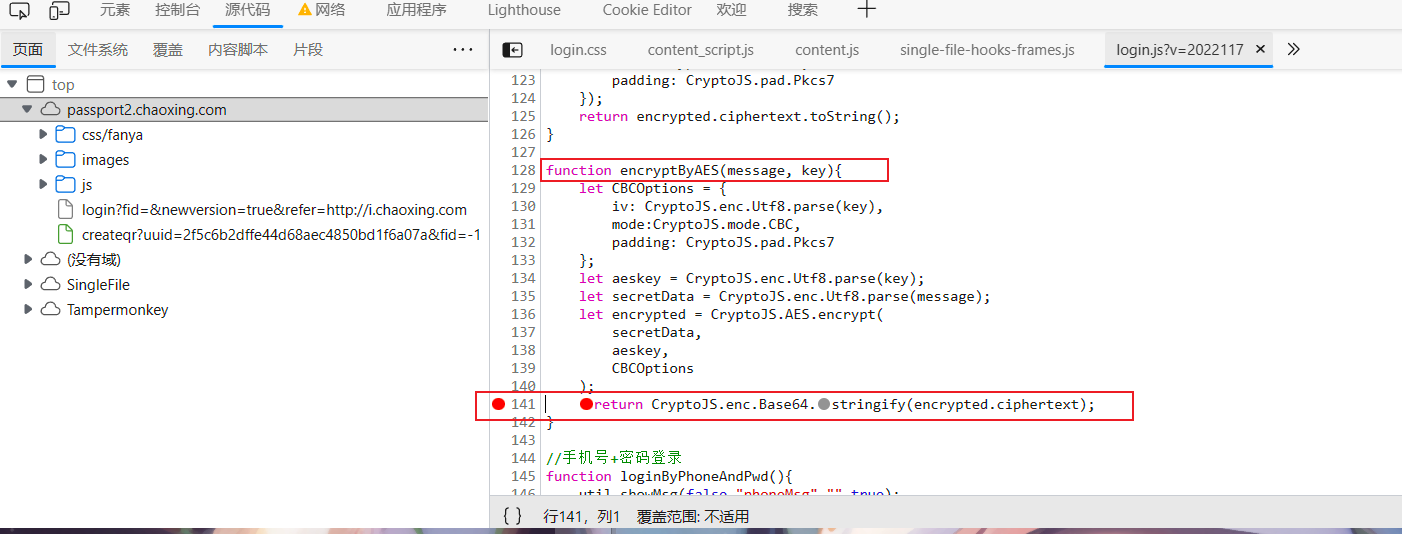 元素 控制台 源代码 网络 应用程序 Lighthouse Cookie Editor 欢迎 搜索
页面 文件系统 覆盖 内容脚本 片段 ...
login.css content_script.js content.js single-file-hooks-frames.js login.js?v=2022117
top
passport2.chaoxing.com
css/fanya
images
js
login?fid=&newversion=true&refer=http://i.chaoxing.com
createqr?uuid=2f5c6b2dffe44d68aec4850bd1f6a07a&fid=-1
(没有域)
SingleFile
Tampermonkey
123 padding: CryptoJS.pad.Pkcs7
124 });
125 return encrypted.ciphertext.toString();
126 }
127
128 function encryptByAES(message, key){
129 let CBCOptions = {
130 iv: CryptoJS.enc.Utf8.parse(key),
131 mode:CryptoJS.mode.CBC,
132 padding: CryptoJS.pad.Pkcs7
133 };
134 let aeskey = CryptoJS.enc.Utf8.parse(key);
135 let secretData = CryptoJS.enc.Utf8.parse(message);
136 let encrypted = CryptoJS.AES.encrypt(
137 secretData,
138 aeskey,
139 CBCOptions
140 );
141 return CryptoJS.enc.Base64.stringify(encrypted.ciphertext);
142 }
143
144 //手机号+密码登录
145 function loginByPhoneAndPwd(){
146 util.showMsg(false,"phoneMsg","",true);
{ } 行141，列1 覆盖范围: 不适用